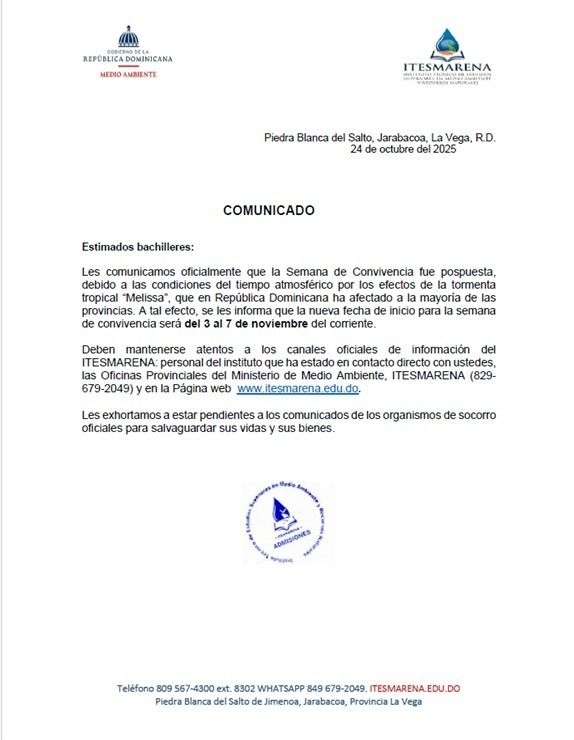 GOBIERNO DE LA
REPÚBLICA DOMINICANA
MEDIO AMBIENTE
ITESMARENA
INSTITUTO TÉCNICO DE ESTUDIOS
SUPERIORES EN MEDIO AMBIENTE
Y RECURSOS NATURALES
Piedra Blanca del Salto, Jarabacoa, La Vega, R.D.
24 de octubre del 2025
COMUNICADO
Estimados bachilleres:
Les comunicamos oficialmente que la Semana de Convivencia fue pospuesta,
debido a las condiciones del tiempo atmosférico por los efectos de la tormenta
tropical “Melissa”, que en República Dominicana ha afectado a la mayoría de las
provincias. A tal efecto, se les informa que la nueva fecha de inicio para la semana
de convivencia será del 3 al 7 de noviembre del corriente.
Deben mantenerse atentos a los canales oficiales de información del
ITESMARENA: personal del instituto que ha estado en contacto directo con ustedes,
las Oficinas Provinciales del Ministerio de Medio Ambiente, ITESMARENA (829-
679-2049) y en la Página web www.itesmarena.edu.do.
Les exhortamos a estar pendientes a los comunicados de los organismos de socorro
oficiales para salvaguardar sus vidas y sus bienes.
Instituto Técnico de Estudios Superiores en Medio Ambiente y Recursos Naturales
ADMISIONES
Teléfono 809 567-4300 ext. 8302 WHATSAPP 849 679-2049. ITESMARENA.EDU.DO
Piedra Blanca del Salto de Jimenoa, Jarabacoa, Provincia La Vega